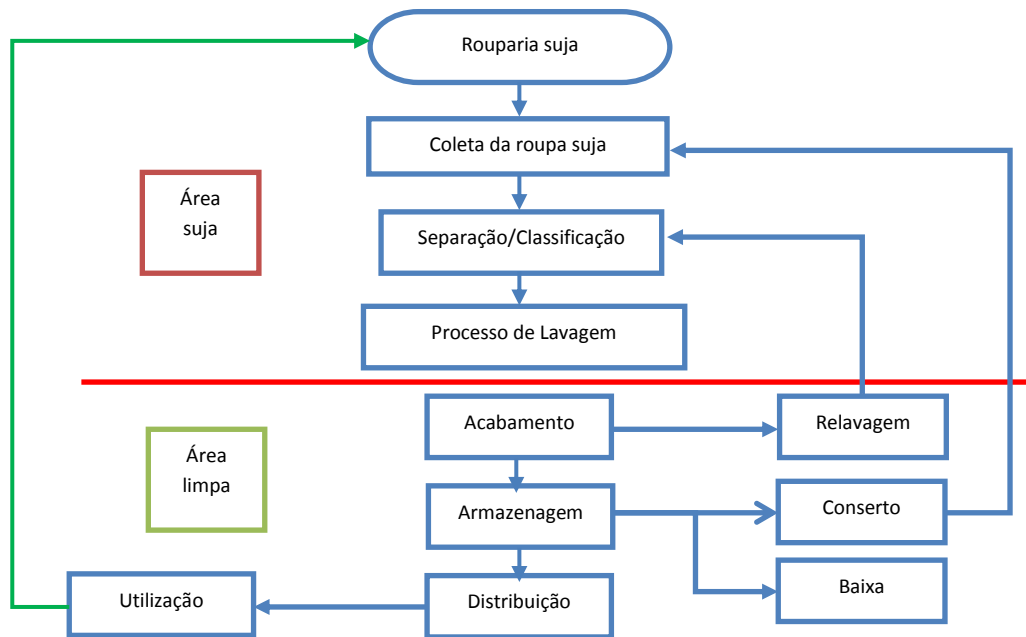 Rouparia suja
Coleta da roupa suja
Área
suja
Separação/Classificação
Processo de Lavagem
Acabamento
Relavagem
Área
limpa
Armazenagem
Conserto
Utilização
Distribuição
Baixa